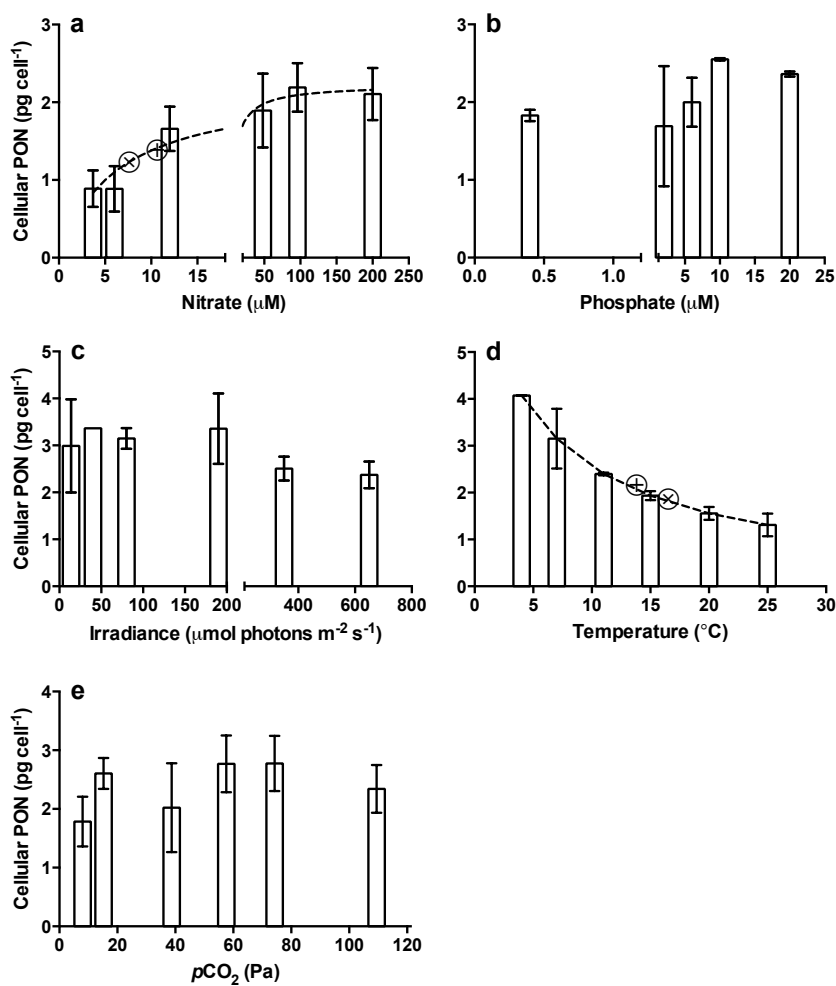 a
Cellular PON (pg cell-1)
3
2
1
0
0 5 10 15 50 100 150 200 250
Nitrate (μM)
b
3
2
1
0
0.0 0.5 1.0 5 10 15 20 25
Phosphate (μM)
c
Cellular PON (pg cell-1)
5
4
3
2
1
0
0 50 100 150 200 400 600 800
Irradiance (μmol photons m-2 s-1)
d
5
4
3
2
1
0
0 5 10 15 20 25 30
Temperature (°C)
e
Cellular PON (pg cell-1)
4
3
2
1
0
0 20 40 60 80 100 120
pCO2 (Pa)